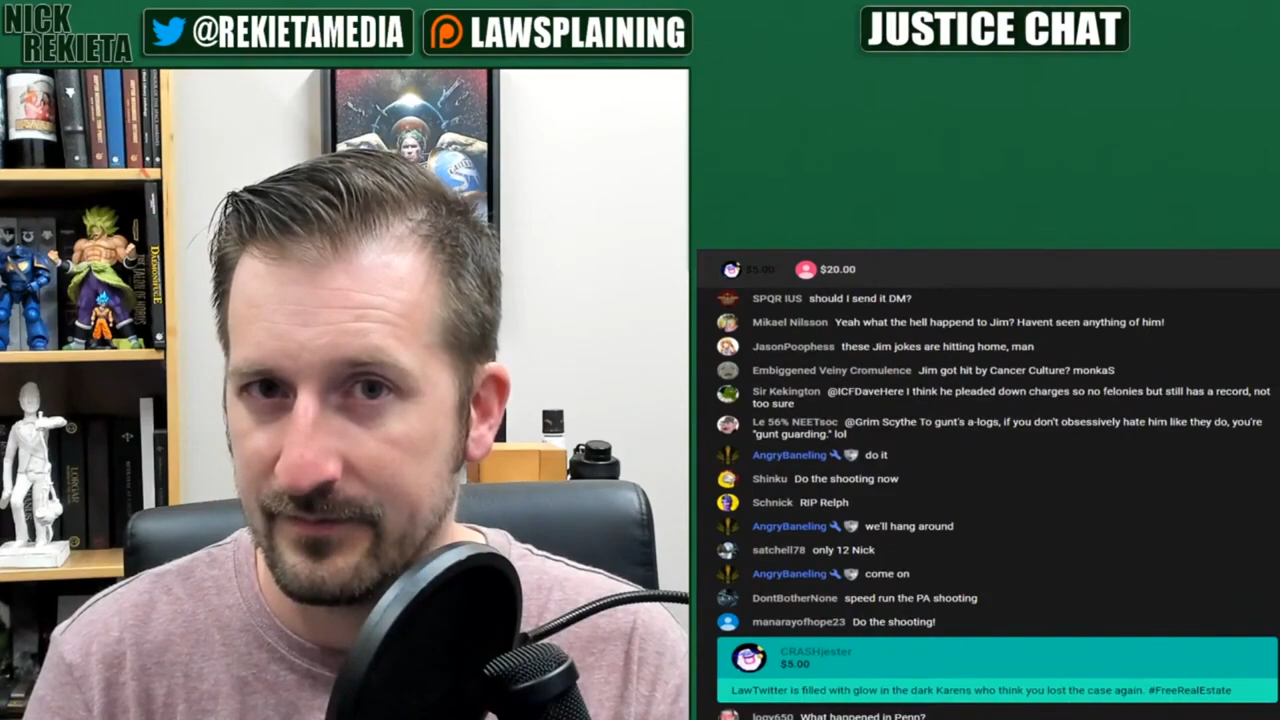 NICK
REKIETA
@REKIETAMEDIA
LAWSPLAINING
JUSTICE CHAT
$5.00
$20.00
SPQR IUS should I send it DM?
Mikael Nilsson Yeah what the hell happend to Jim? Havent seen anything of him!
JasonPoophess these Jim jokes are hitting home, man
Embiggened Veiny Cromulence Jim got hit by Cancer Culture? monkaS
Sir Kekington @ICFDaveHere I think he pleaded down charges so no felonies but still has a record, not
too sure
Le 56% NEETsoc @Grim Scythe To gunt's a-logs, if you don't obsessively hate him like they do, you're
"gunt guarding." lol
AngryBaneling do it
Shinku Do the shooting now
Schnick RIP Relph
AngryBaneling we'll hang around
satchell78 only 12 Nick
AngryBaneling come on
DontBotherNone speed run the PA shooting
manarayofhope23 Do the shooting!
CRASHjester
$5.00
LawTwitter is filled with glow in the dark Karens who think you lost the case again. #FreeRealEstate
logy650 What happened in Penn?